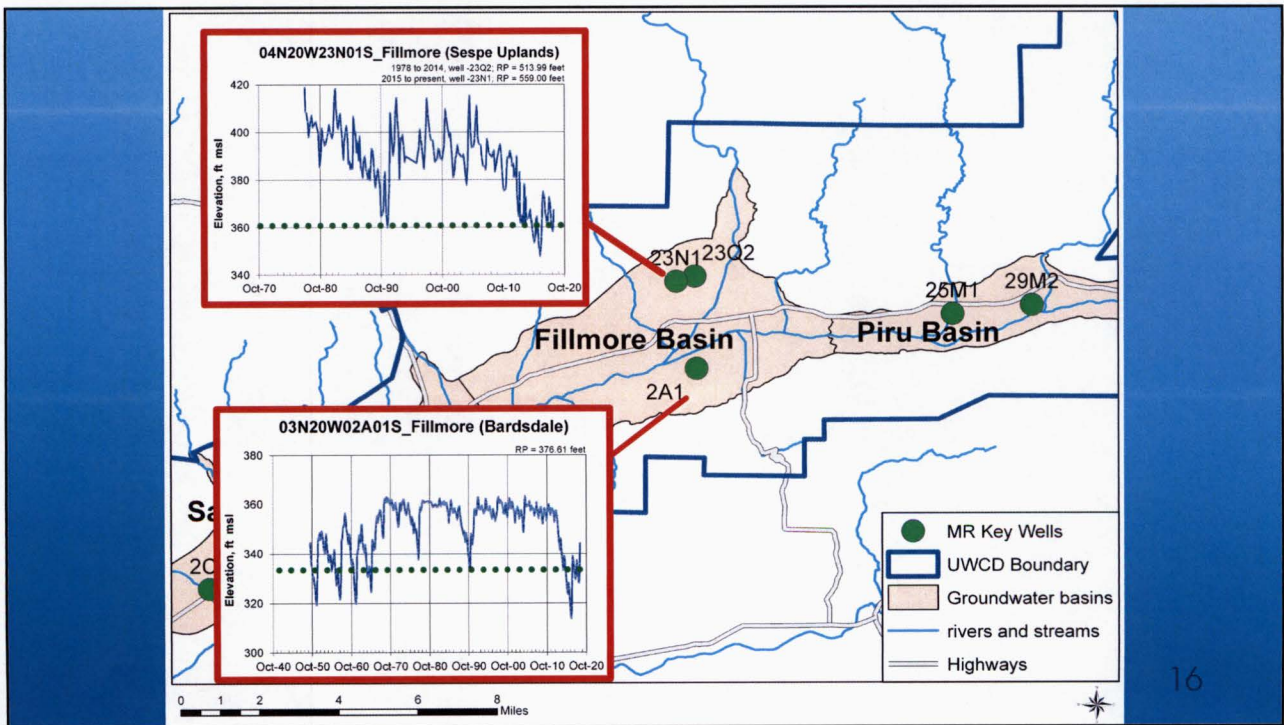 04N20W23N01S_Fillmore (Sespe Uplands)
1978 to 2014, well -23Q2; RP = 513.99 feet
2015 to present, well -23N1; RP = 559.00 feet
Elevation, ft msl
420
400
380
360
340
Oct-70 Oct-80 Oct-90 Oct-00 Oct-10 Oct-20
23N1 23Q2
25M1 29M2
Fillmore Basin
Piru Basin
2A1
03N20W02A01S_Fillmore (Bardsdale)
RP = 376.61 feet
Elevation, ft msl
380
360
340
320
300
Oct-40 Oct-50 Oct-60 Oct-70 Oct-80 Oct-90 Oct-00 Oct-10 Oct-20
Sa
MR Key Wells
UWCD Boundary
Groundwater basins
rivers and streams
Highways
0 1 2 4 6 8
Miles
16